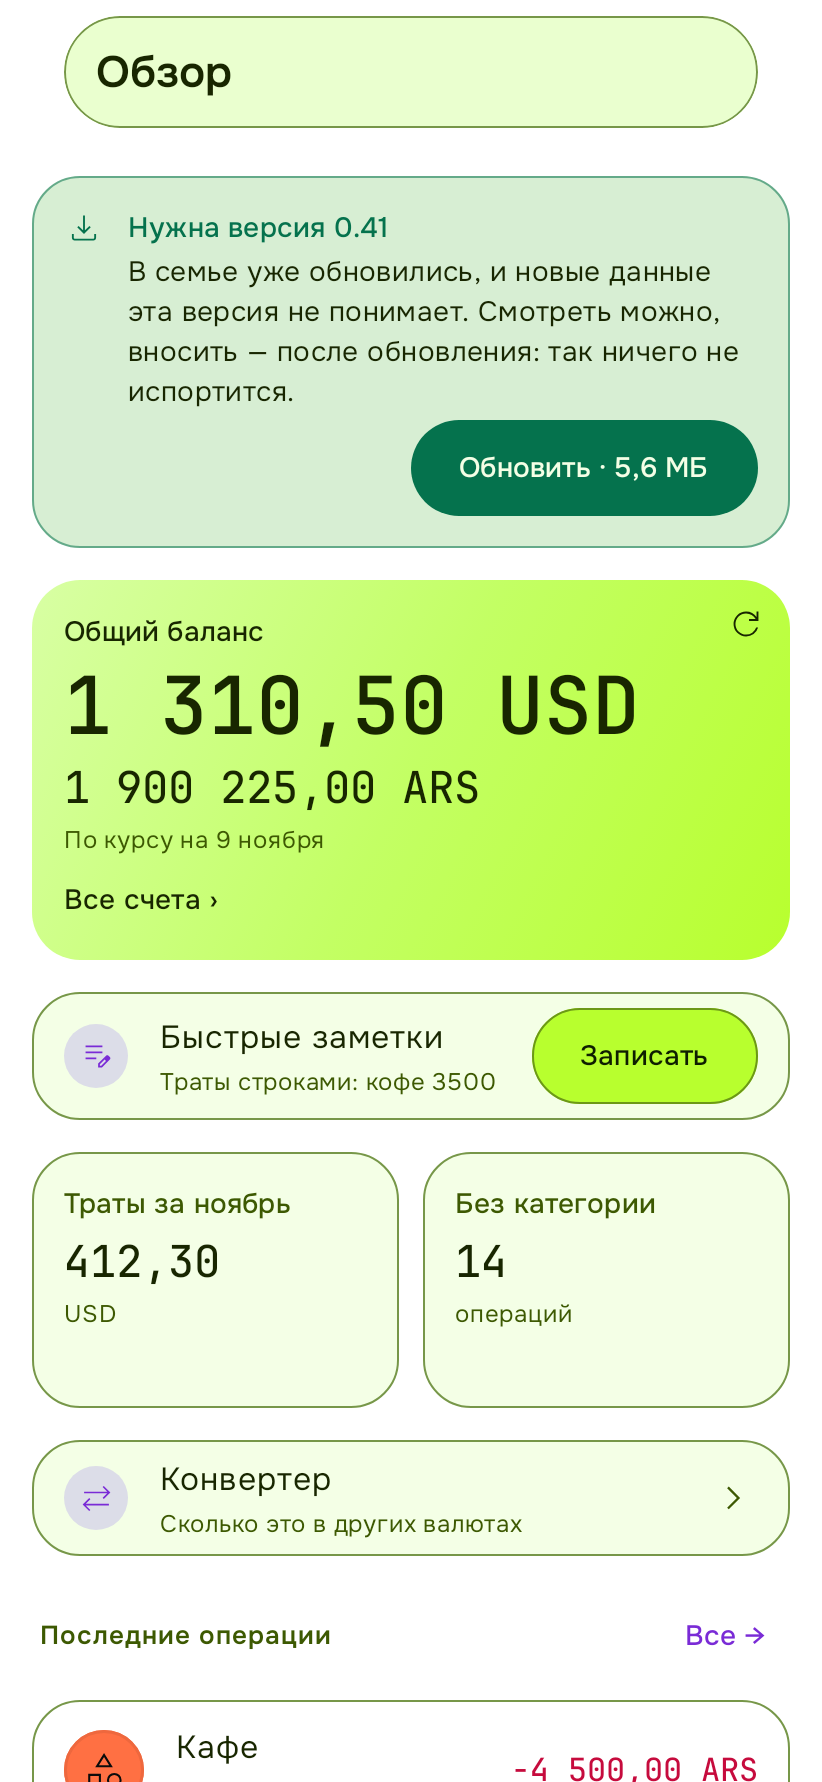 Обзор
Нужна версия 0.41
В семье уже обновились, и новые данные
эта версия не понимает. Смотреть можно,
вносить — после обновления: так ничего не
испортится.
Обновить · 5,6 МБ
Общий баланс
1 310,50 USD
1 900 225,00 ARS
По курсу на 9 ноября
Все счета ›
Быстрые заметки
Траты строками: кофе 3500
Записать
Траты за ноябрь
412,30
USD
Без категории
14
операций
Конвертер
Сколько это в других валютах
Последние операции
Все →
Кафе
-4 500,00 ARS